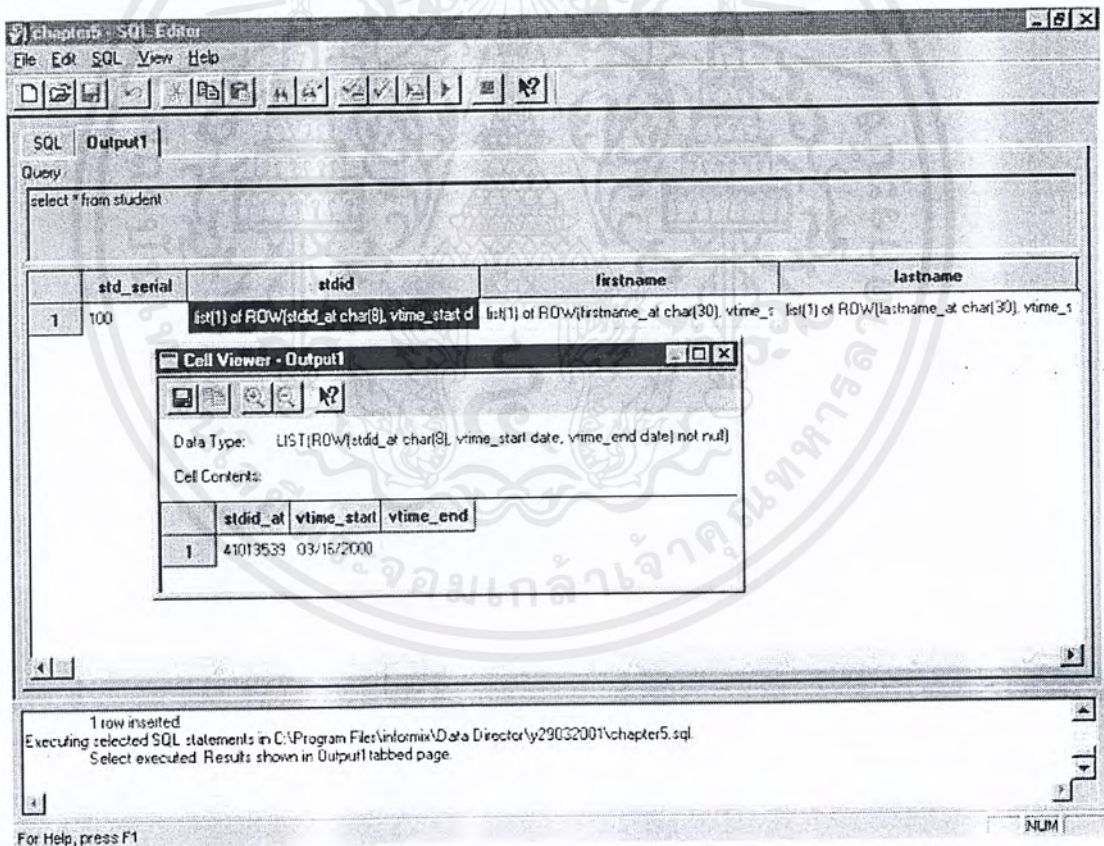 chapter5 - SQL Editor
File Edit SQL View Help
SQL Output1
Query
select * from student
std_serial stdid firstname lastname
1 100 list(1) of ROW(stdid_at char(8), vtime_start d list(1) of ROW(firstname_at char(30), vtime_s list(1) of ROW(lastname_at char(30), vtime_s
Cell Viewer - Output1
Data Type: LIST(ROW(stdid_at char(8), vtime_start date, vtime_end date) not null)
Cell Contents:
stdid_at vtime_start vtime_end
1 41013539 03/16/2000
1 row inserted
Executing selected SQL statements in C:\Program Files\informix\Data Director\y29032001\chapter5.sql.
Select executed. Results shown in Output1 tabbed page.
For Help, press F1
NUM